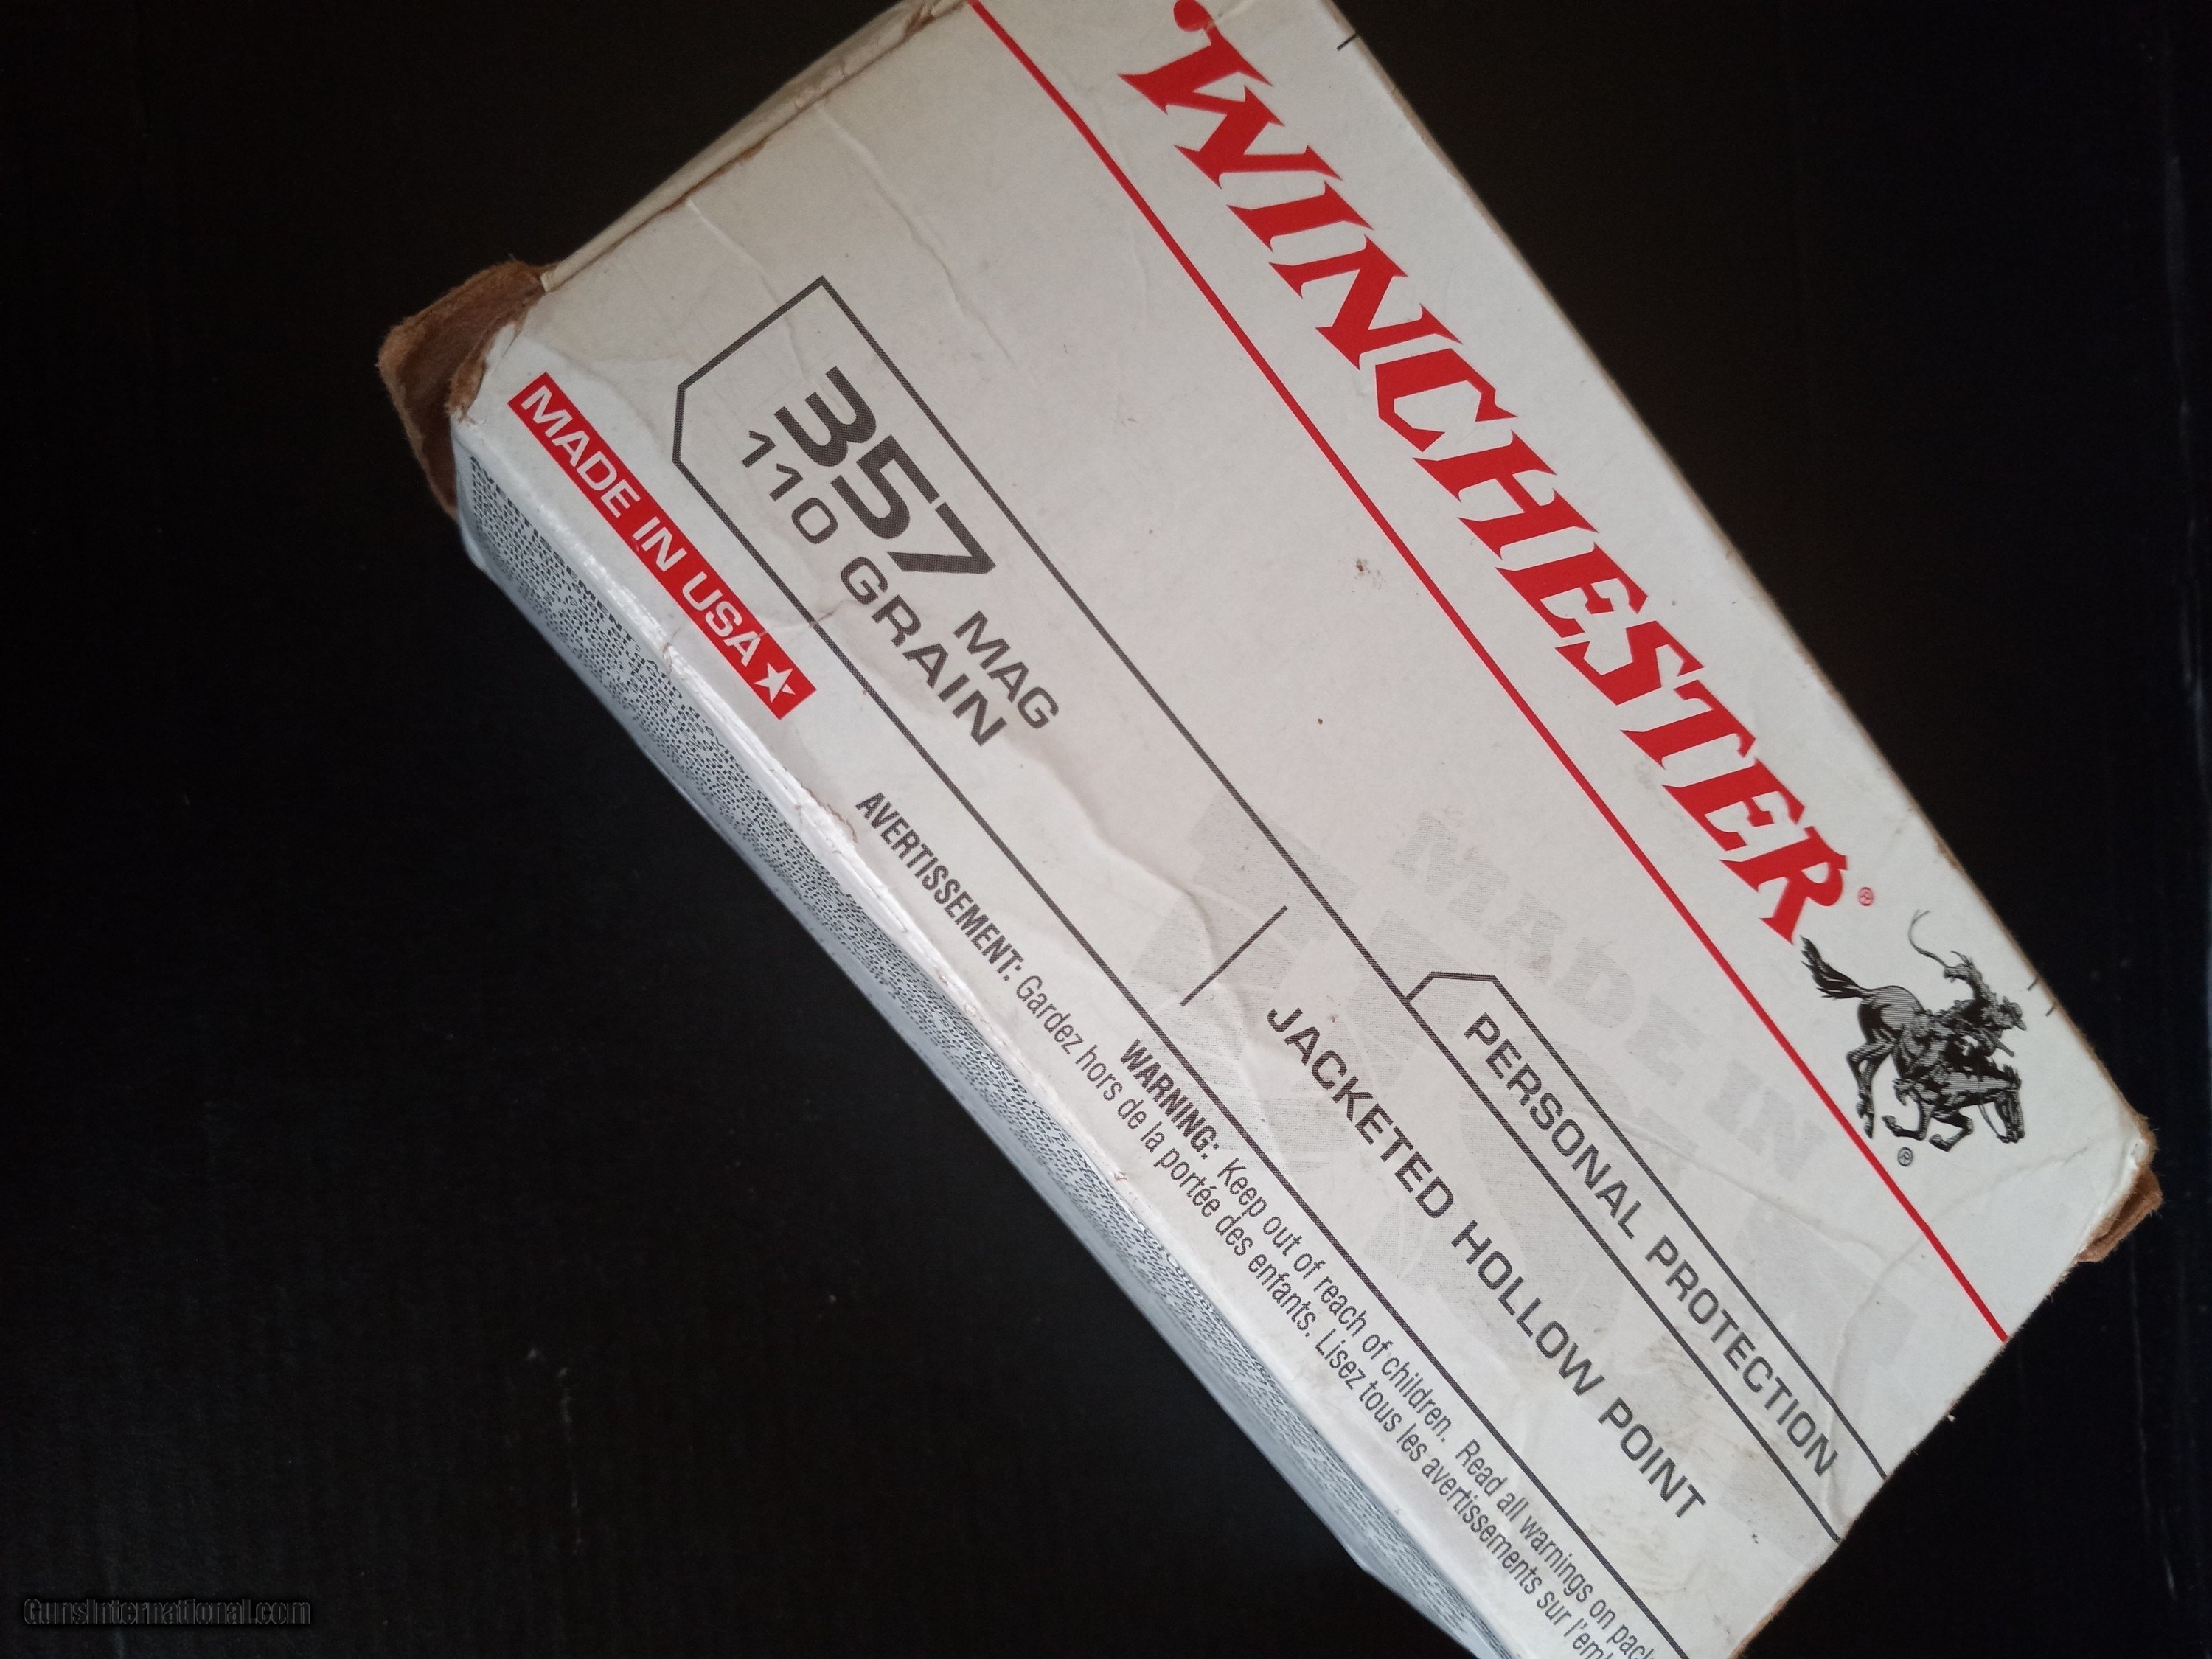 WINCHESTER®
®
PERSONAL PROTECTION
357 MAG
110 GRAIN
JACKETED HOLLOW POINT
MADE IN USA
MADE IN
WARNING: Keep out of reach of children. Read all warnings on
AVERTISSEMENT: Gardez hors de la portée des enfants. Lisez tous les avertissements sur
GunsInternational.com